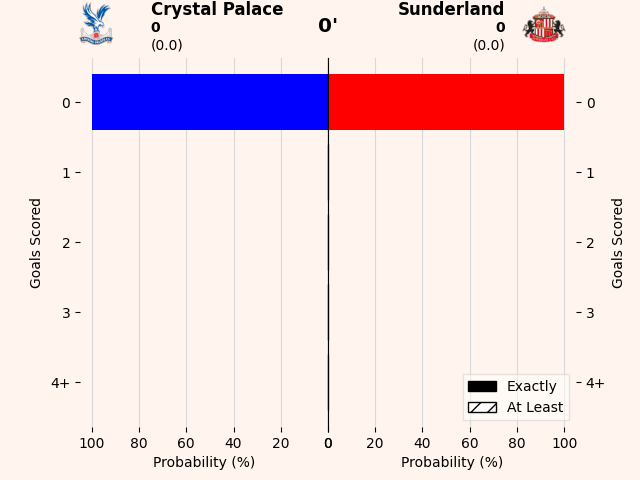 Crystal Palace
0
(0.0)
0'
Sunderland
0
(0.0)
Goals Scored
0
1
2
3
4+
0
1
2
3
4+
Goals Scored
Exactly
At Least
100 80 60 40 20 0
0 20 40 60 80 100
Probability (%)
Probability (%)